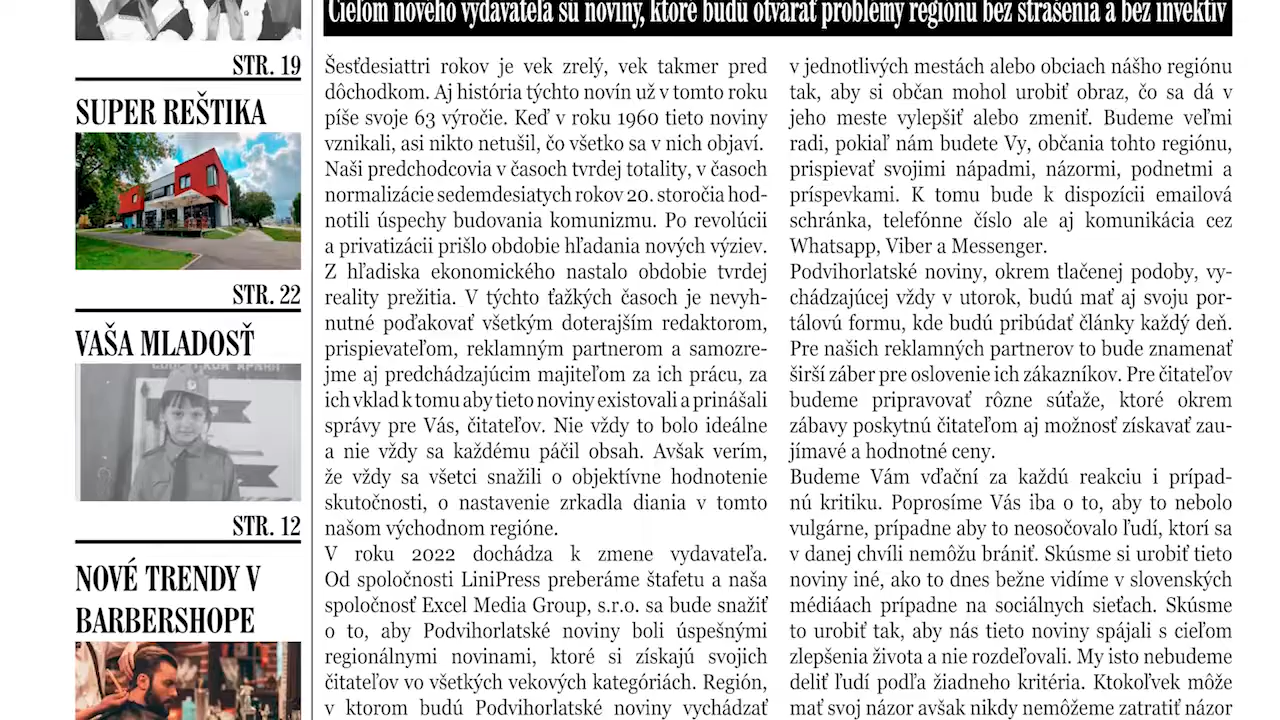 Cieľom nového vydavateľa sú noviny, ktoré budú otvárať problémy regiónu bez strašenia a bez invektív
STR. 19
SUPER REŠTIKA
STR. 22
VAŠA MLADOSŤ
STR. 12
NOVÉ TRENDY V
BARBERSHOPE
Šesťdesiattri rokov je vek zrelý, vek takmer pred
dôchodkom. Aj história týchto novín už v tomto roku
píše svoje 63 výročie. Keď v roku 1960 tieto noviny
vznikali, asi nikto netušil, čo všetko sa v nich objaví.
Naši predchodcovia v časoch tvrdej totality, v časoch
normalizácie sedemdesiatych rokov 20. storočia hod-
notili úspechy budovania komunizmu. Po revolúcii
a privatizácii prišlo obdobie hľadania nových výziev.
Z hľadiska ekonomického nastalo obdobie tvrdej
reality prežitia. V týchto ťažkých časoch je nevyh-
nutné poďakovať všetkým doterajším redaktorom,
prispievateľom, reklamným partnerom a samozre-
jme aj predchádzajúcim majiteľom za ich prácu, za
ich vklad k tomu aby tieto noviny existovali a prinášali
správy pre Vás, čitateľov. Nie vždy to bolo ideálne
a nie vždy sa každému páčil obsah. Avšak verím,
že vždy sa všetci snažili o objektívne hodnotenie
skutočnosti, o nastavenie zrkadla diania v tomto
našom východnom regióne.
V roku 2022 dochádza k zmene vydavateľa.
Od spoločnosti LiniPress preberáme štafetu a naša
spoločnosť Excel Media Group, s.r.o. sa bude snažiť
o to, aby Podvihorlatské noviny boli úspešnými
regionálnymi novinami, ktoré si získajú svojich
čitateľov vo všetkých vekových kategóriách. Región,
v ktorom budú Podvihorlatské noviny vychádzať
v jednotlivých mestách alebo obciach nášho regiónu
tak, aby si občan mohol urobiť obraz, čo sa dá v
jeho meste vylepšiť alebo zmeniť. Budeme veľmi
radi, pokiaľ nám budete Vy, občania tohto regiónu,
prispievať svojimi nápadmi, názormi, podnetmi a
príspevkami. K tomu bude k dispozícii emailová
schránka, telefónne číslo ale aj komunikácia cez
Whatsapp, Viber a Messenger.
Podvihorlatské noviny, okrem tlačenej podoby, vy-
chádzajúcej vždy v utorok, budú mať aj svoju por-
tálovú formu, kde budú pribúdať články každý deň.
Pre našich reklamných partnerov to bude znamenať
širší záber pre oslovenie ich zákazníkov. Pre čitateľov
budeme pripravovať rôzne súťaže, ktoré okrem
zábavy poskytnú čitateľom aj možnosť získavať zau-
jímavé a hodnotné ceny.
Budeme Vám vďační za každú reakciu i prípad-
nú kritiku. Poprosíme Vás iba o to, aby to nebolo
vulgárne, prípadne aby to neosočovalo ľudí, ktorí sa
v danej chvíli nemôžu brániť. Skúsme si urobiť tieto
noviny iné, ako to dnes bežne vidíme v slovenských
médiách prípadne na sociálnych sieťach. Skúsme
to urobiť tak, aby nás tieto noviny spájali s cieľom
zlepšenia života a nie rozdeľovali. My isto nebudeme
deliť ľudí podľa žiadneho kritéria. Ktokoľvek môže
mať svoj názor avšak nikdy nemôžeme zatratiť názor